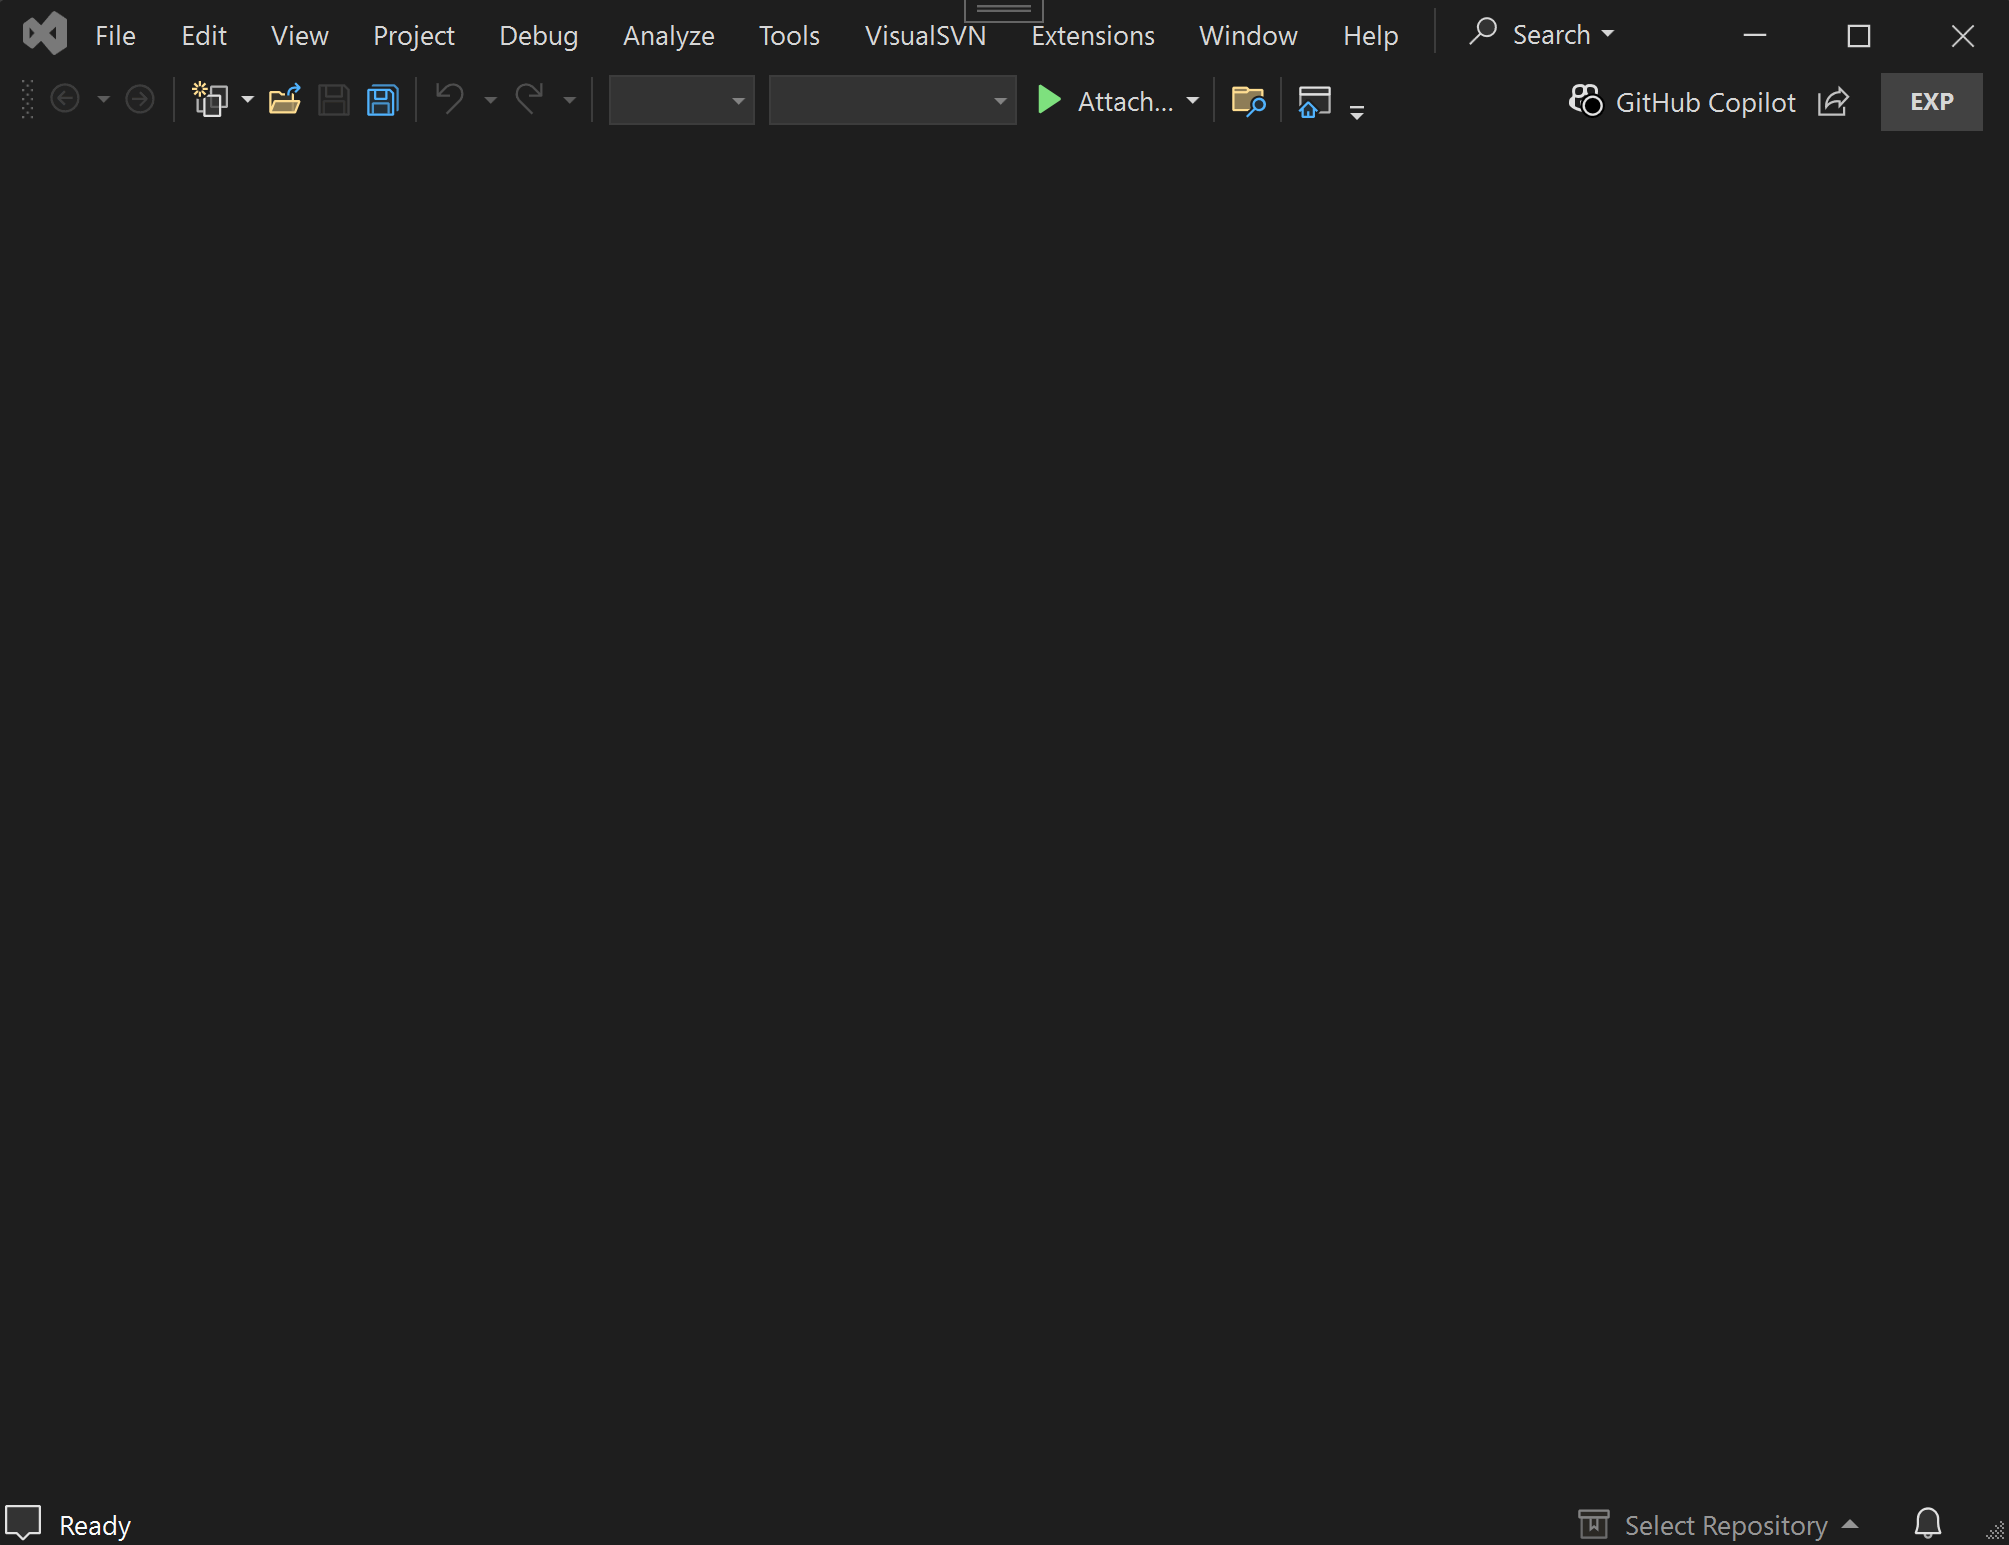 File Edit View Project Debug Analyze Tools VisualSVN Extensions Window Help Search
Attach... GitHub Copilot EXP
Ready Select Repository